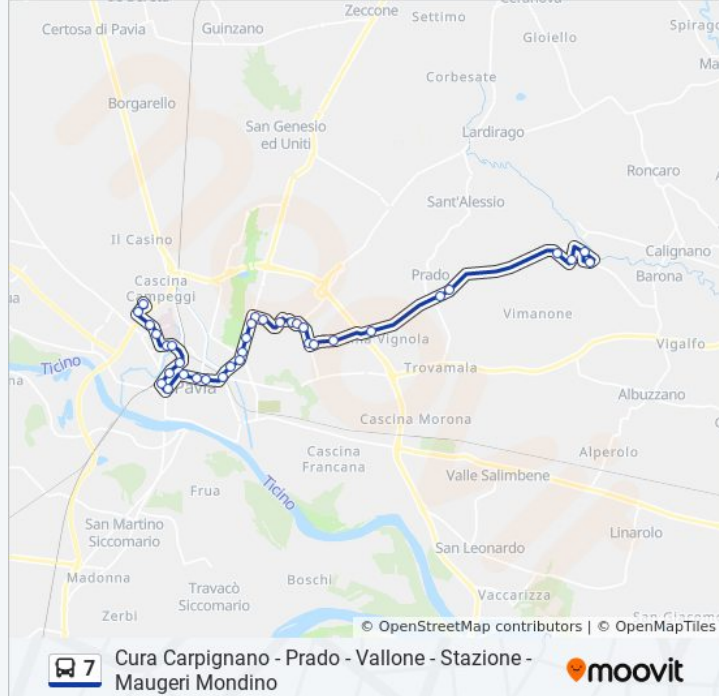 Zeccone
Settimo
Certosa di Pavia
Guinzano
Gioiello
Corbesate
Borgarello
San Genesio
ed Uniti
Lardirago
Roncaro
Sant'Alessio
Il Casino
Calignano
Cascina
Campeggi
Prado
Barona
Vimanone
Ticino
Vignola
Vigalfo
Trovamala
Pavia
Albuzzano
Cascina Morona
Cascina
Francana
Alperolo
Valle Salimbene
Ticino
Frua
Linarolo
San Martino
Siccomario
San Leonardo
Madonna
Boschi
Travacò
Siccomario
Vaccarizza
Zerbi
© OpenStreetMap contributors | © OpenMapTiles
7
Cura Carpignano - Prado - Vallone - Stazione -
Maugeri Mondino
moovit